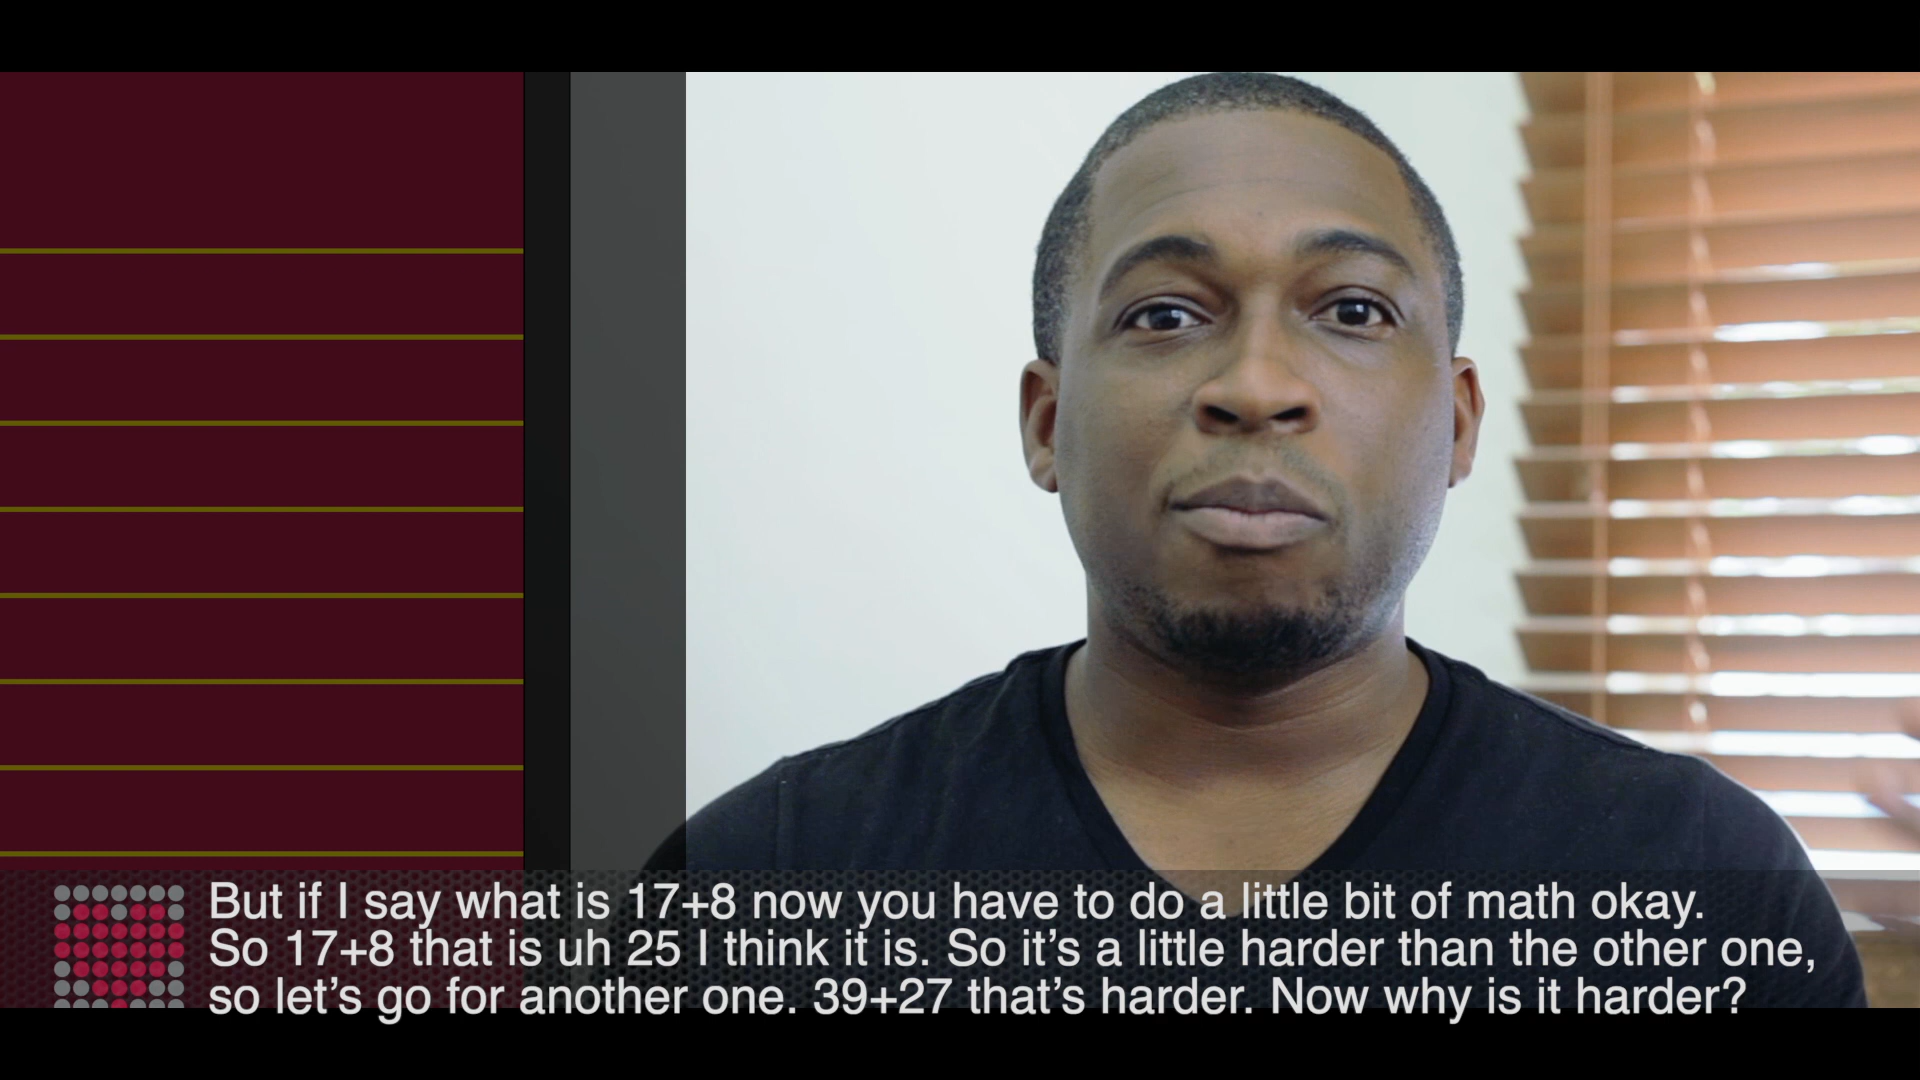 But if I say what is 17+8 now you have to do a little bit of math okay.
So 17+8 that is uh 25 I think it is. So it’s a little harder than the other one,
so let’s go for another one. 39+27 that’s harder. Now why is it harder?